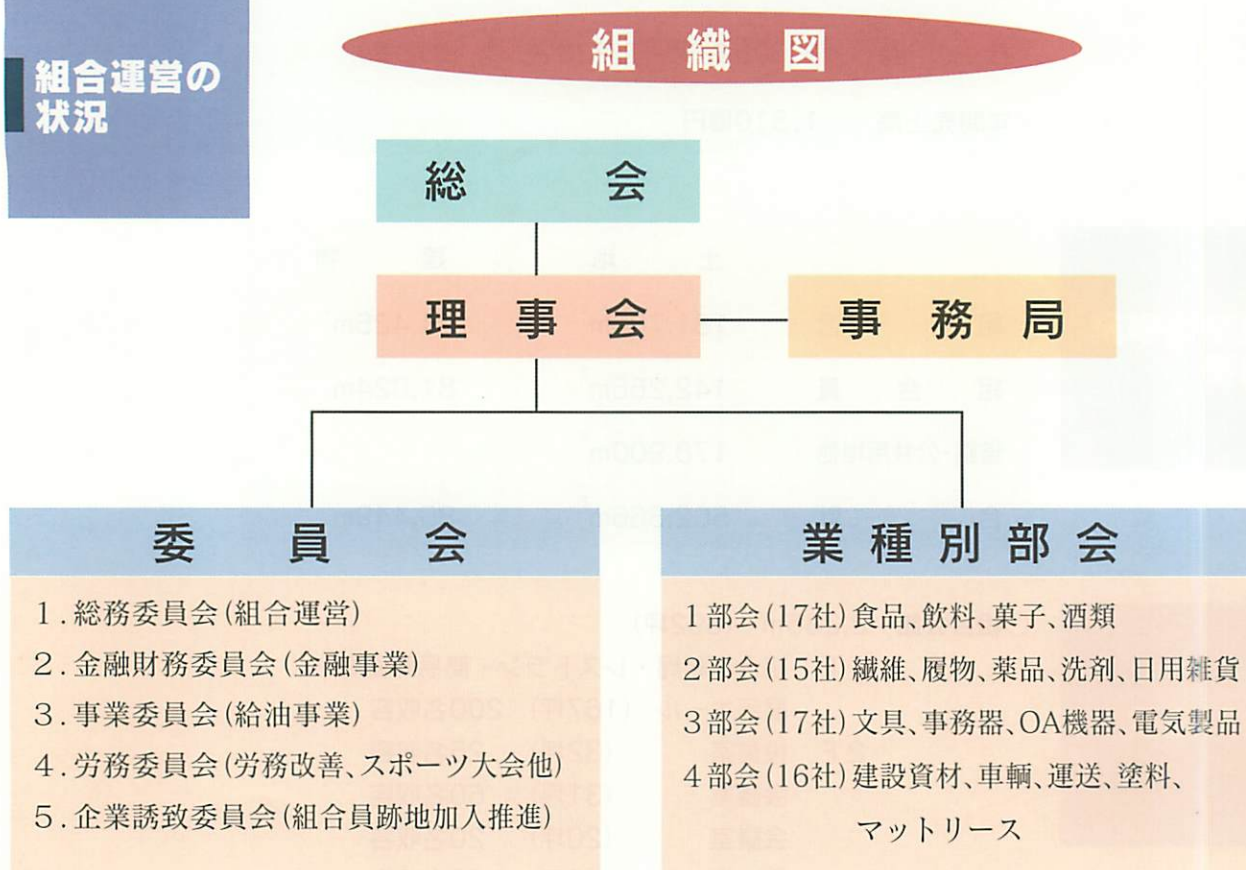 組合運営の
状況
組織図
総会
理事会
事務局
委員会
1.総務委員会(組合運営)
2.金融財務委員会(金融事業)
3.事業委員会(給油事業)
4.労務委員会(労務改善、スポーツ大会他)
5.企業誘致委員会(組合員跡地加入推進)
業種別部会
1部会(17社)食品、飲料、菓子、酒類
2部会(15社)繊維、履物、薬品、洗剤、日用雑貨
3部会(17社)文具、事務器、OA機器、電気製品
4部会(16社)建設資材、車輌、運送、塗料、
マットリース